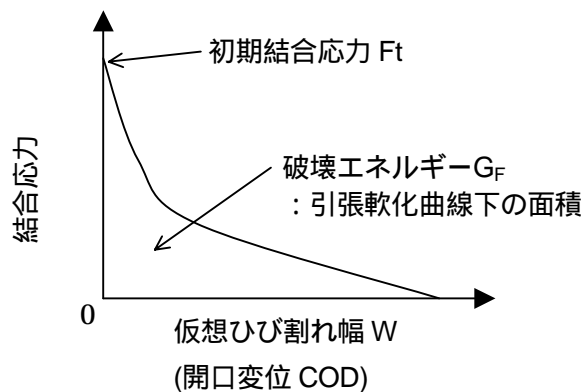 初期結合応力 Ft
結合応力
破壊エネルギーGF
：引張軟化曲線下の面積
0
仮想ひび割れ幅 W
(開口変位 COD)